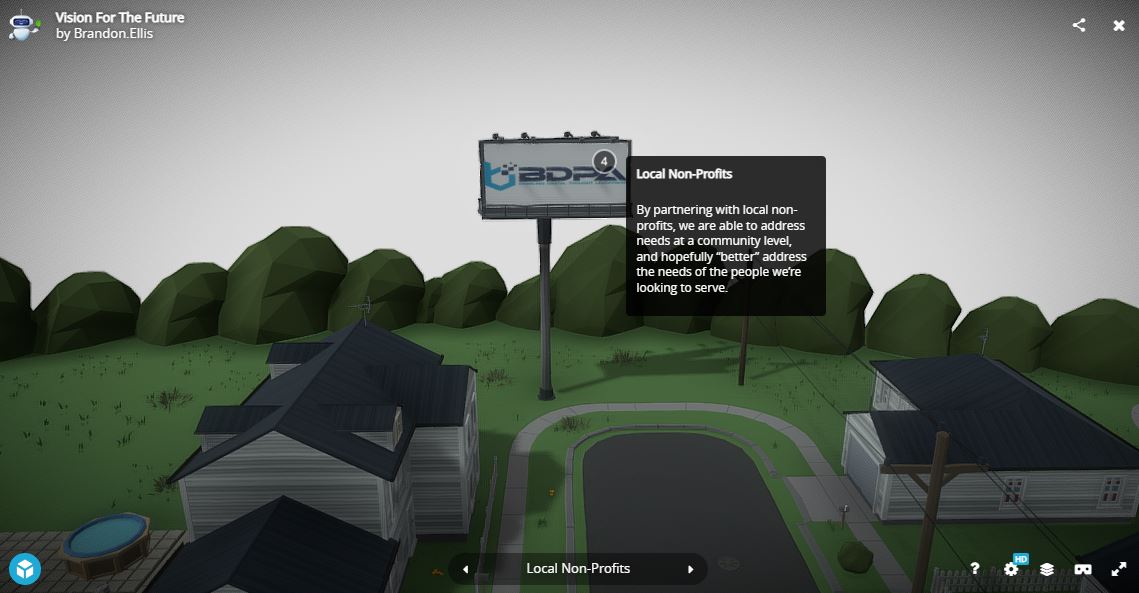 Vision For The Future
by Brandon.Ellis
BDPA
4
Local Non-Profits
By partnering with local non-
profits, we are able to address
needs at a community level,
and hopefully “better” address
the needs of the people we’re
looking to serve.
Local Non-Profits
?
HD